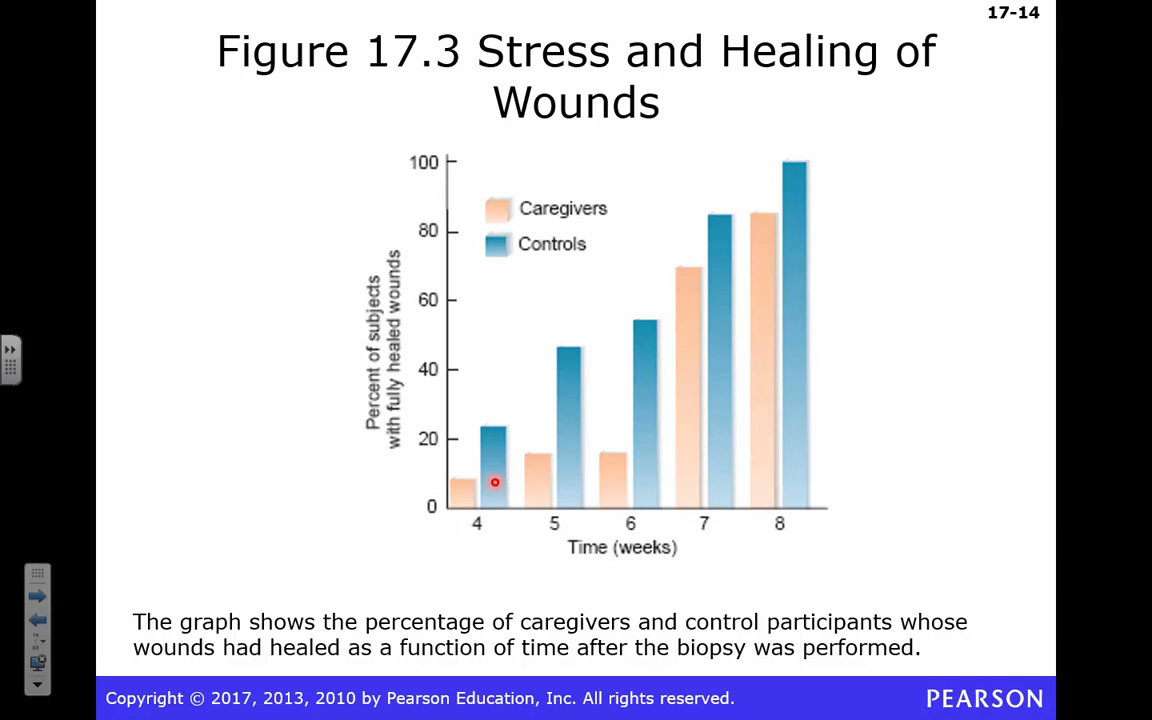 17-14
Figure 17.3 Stress and Healing of
Wounds
100
80
60
40
20
0
Percent of subjects
with fully healed wounds
Caregivers
Controls
4 5 6 7 8
Time (weeks)
The graph shows the percentage of caregivers and control participants whose
wounds had healed as a function of time after the biopsy was performed.
Copyright © 2017, 2013, 2010 by Pearson Education, Inc. All rights reserved.
PEARSON